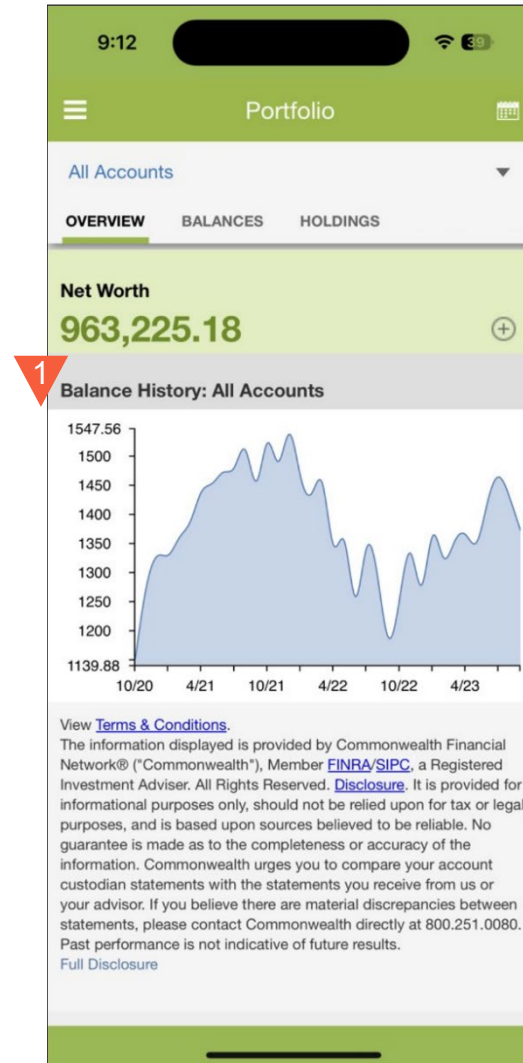 9:12
39
Portfolio
All Accounts
OVERVIEW BALANCES HOLDINGS
Net Worth
963,225.18
1
Balance History: All Accounts
1547.56
1500
1450
1400
1350
1300
1250
1200
1139.88
10/20 4/21 10/21 4/22 10/22 4/23
View Terms & Conditions.
The information displayed is provided by Commonwealth Financial
Network® ("Commonwealth"), Member FINRA/SIPC, a Registered
Investment Adviser. All Rights Reserved. Disclosure. It is provided for
informational purposes only, should not be relied upon for tax or legal
purposes, and is based upon sources believed to be reliable. No
guarantee is made as to the completeness or accuracy of the
information. Commonwealth urges you to compare your account
custodian statements with the statements you receive from us or
your advisor. If you believe there are material discrepancies between
statements, please contact Commonwealth directly at 800.251.0080.
Past performance is not indicative of future results.
Full Disclosure